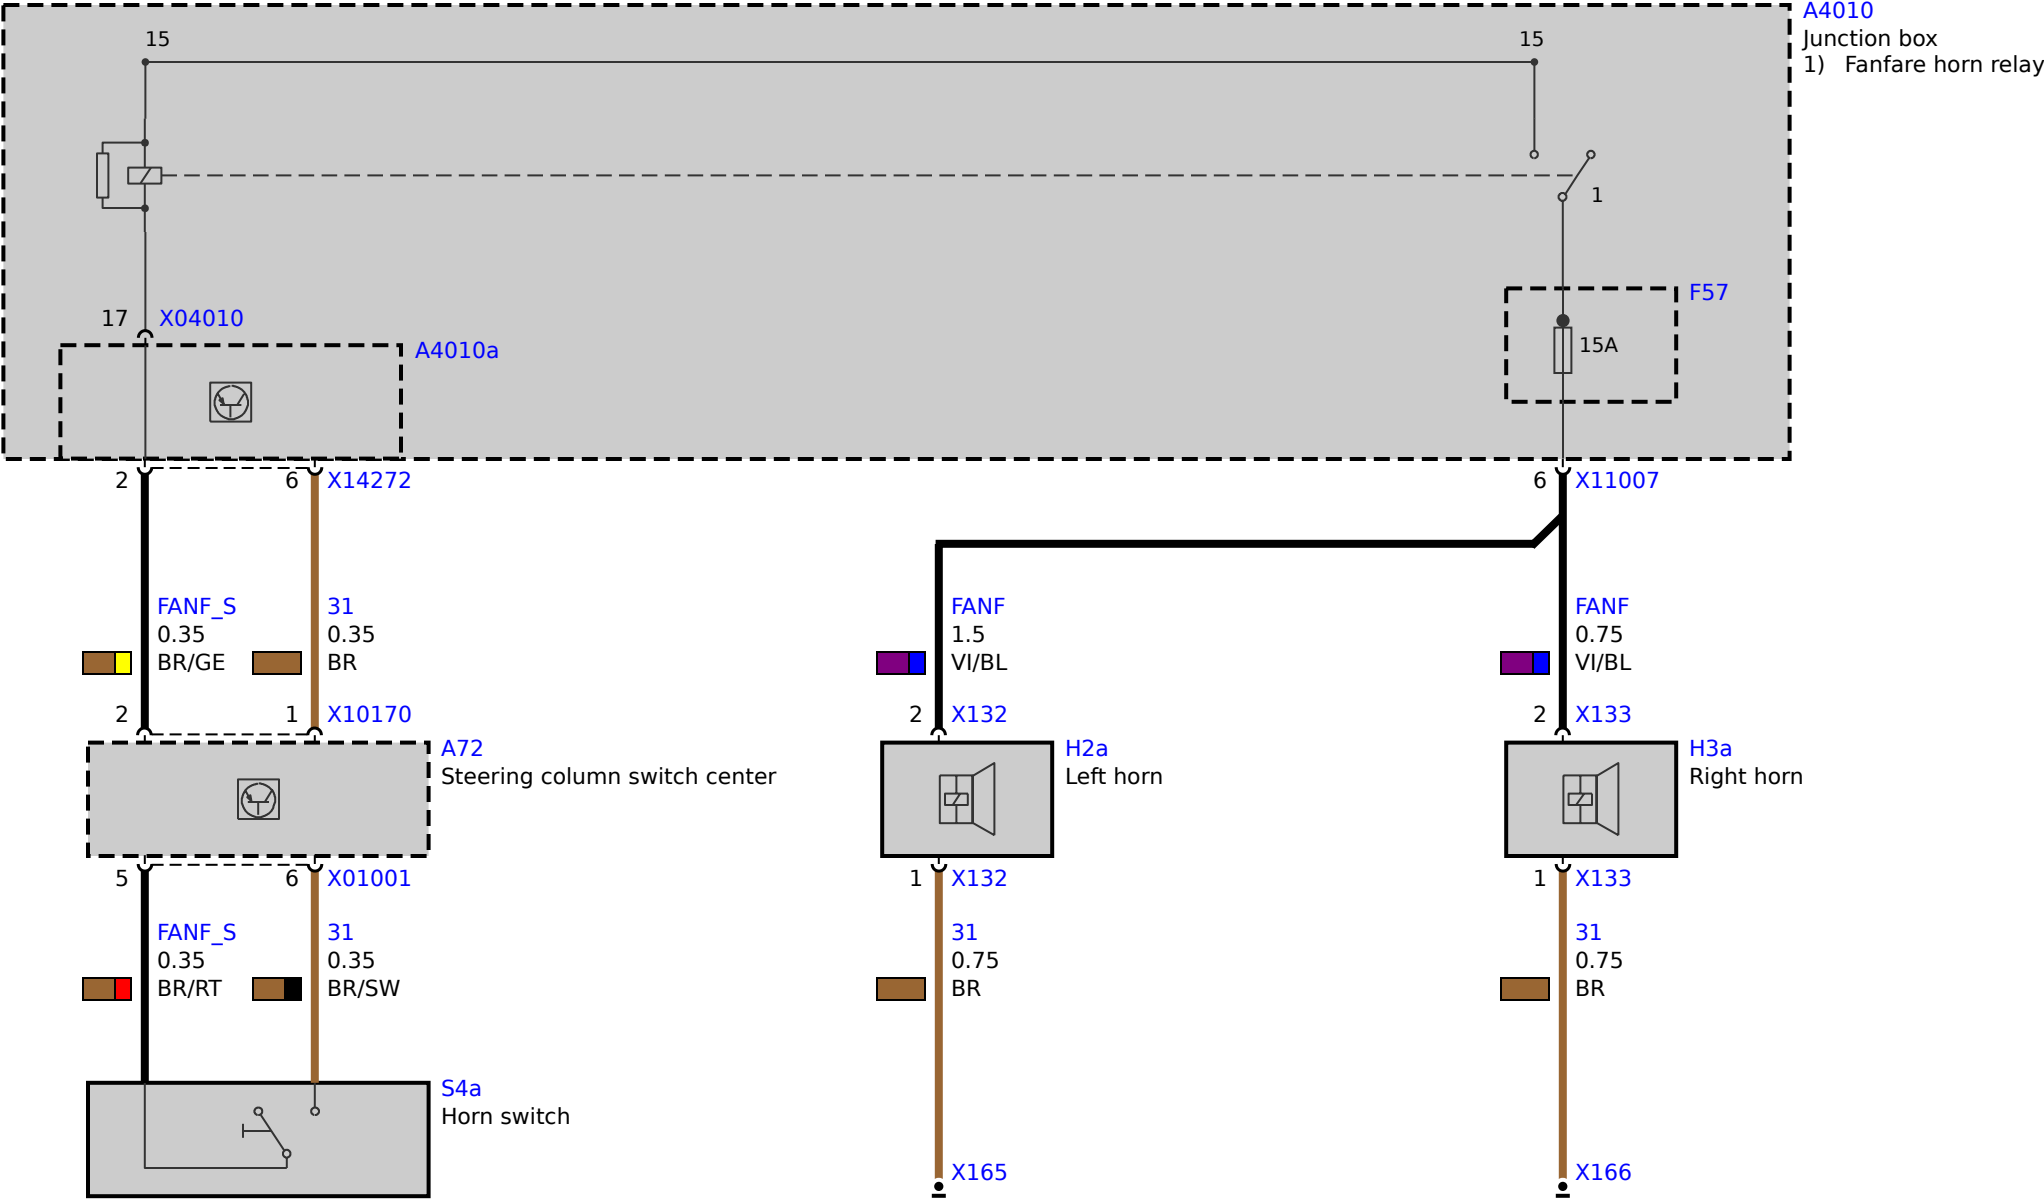 A4010
Junction box
1) Fanfare horn relay
15
15
1
F57
15A
17 X04010
A4010a
2
6 X14272
6 X11007
FANF_S
0.35
BR/GE
31
0.35
BR
FANF
1.5
VI/BL
FANF
0.75
VI/BL
2
1 X10170
2 X132
2 X133
A72
Steering column switch center
H2a
Left horn
H3a
Right horn
5
6 X01001
1 X132
1 X133
FANF_S
0.35
BR/RT
31
0.35
BR/SW
31
0.75
BR
31
0.75
BR
S4a
Horn switch
X165
X166